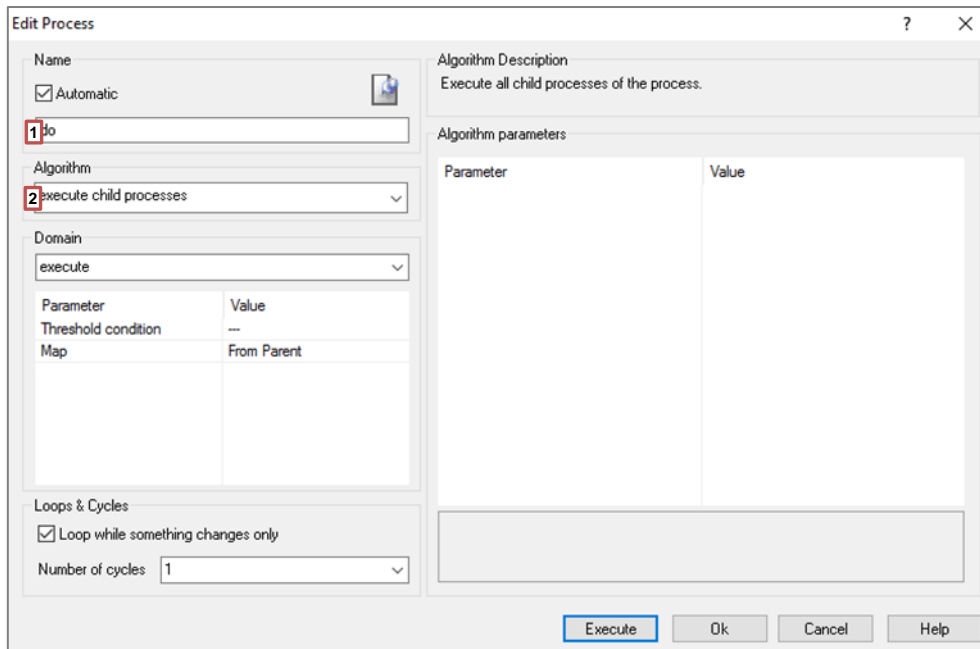 Edit Process
?
Name
Automatic
1 do
Algorithm
2 execute child processes
Domain
execute
Parameter Value
Threshold condition ---
Map From Parent
Loops & Cycles
Loop while something changes only
Number of cycles 1
Algorithm Description
Execute all child processes of the process.
Algorithm parameters
Parameter Value
Execute Ok Cancel Help